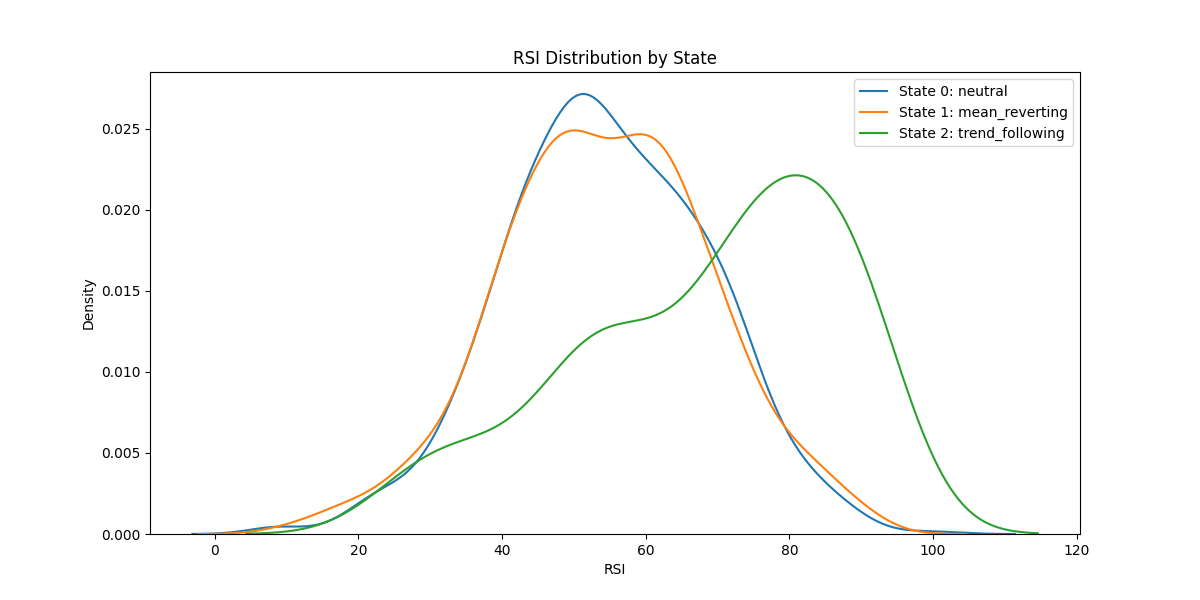 RSI Distribution by State
State 0: neutral
State 1: mean_reverting
State 2: trend_following
Density
0.025
0.020
0.015
0.010
0.005
0.000
0 20 40 60 80 100 120
RSI